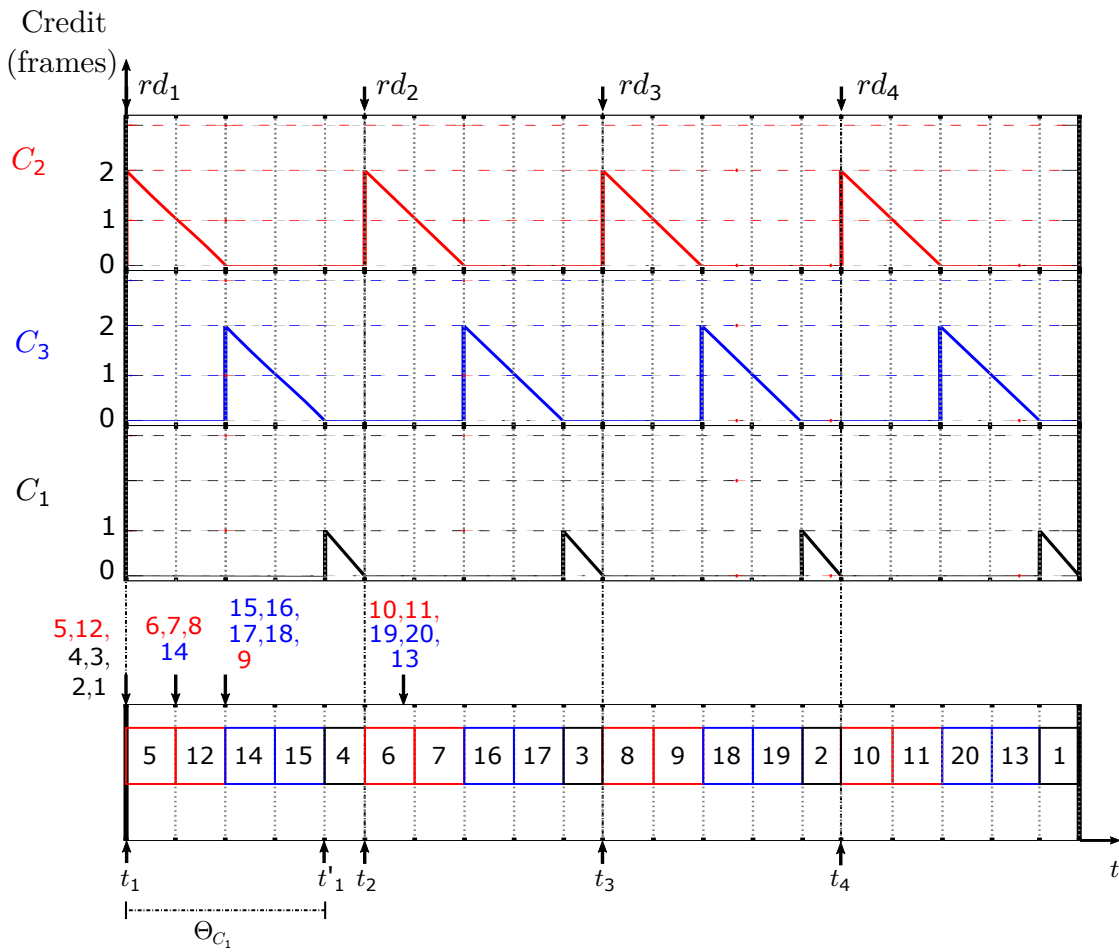 Credit
(frames)
rd₁ rd₂ rd₃ rd₄
C₂
2
1
0
C₃
2
1
0
C₁
1
0
5,12,
4,3,
2,1
6,7,8
14
15,16,
17,18,
9
10,11,
19,20,
13
5 12 14 15 4 6 7 16 17 3 8 9 18 19 2 10 11 20 13 1
t₁ t'₁ t₂ t₃ t₄ t
Θ_C₁